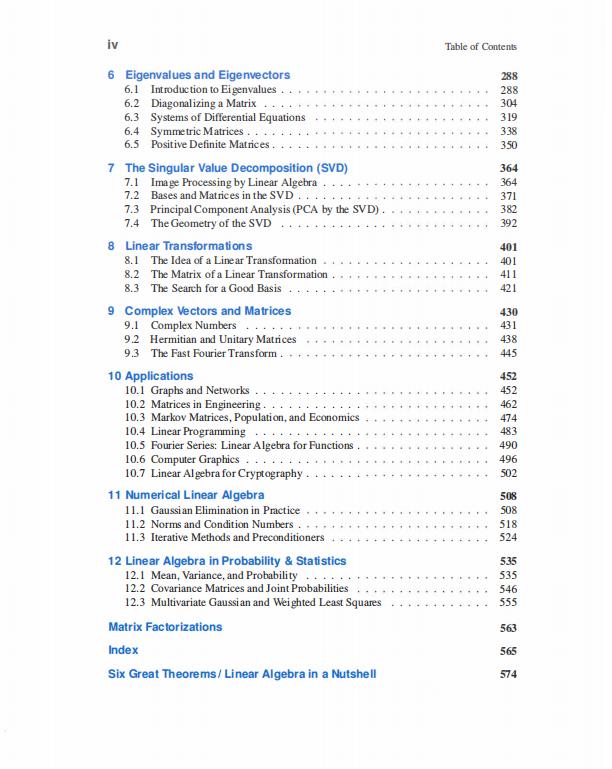 iv Table of Contents
6 Eigenvalues and Eigenvectors 288
6.1 Introduction to Eigenvalues . . . . . . . . . . . . . . . . . . . . . . . . . 288
6.2 Diagonalizing a Matrix . . . . . . . . . . . . . . . . . . . . . . . . . . . 304
6.3 Systems of Differential Equations . . . . . . . . . . . . . . . . . . . . . 319
6.4 Symmetric Matrices . . . . . . . . . . . . . . . . . . . . . . . . . . . . . 338
6.5 Positive Definite Matrices . . . . . . . . . . . . . . . . . . . . . . . . . . 350
7 The Singular Value Decomposition (SVD) 364
7.1 Image Processing by Linear Algebra . . . . . . . . . . . . . . . . . . . . 364
7.2 Bases and Matrices in the SVD . . . . . . . . . . . . . . . . . . . . . . . 371
7.3 Principal Component Analysis (PCA by the SVD) . . . . . . . . . . . . . 382
7.4 The Geometry of the SVD . . . . . . . . . . . . . . . . . . . . . . . . . 392
8 Linear Transformations 401
8.1 The Idea of a Linear Transformation . . . . . . . . . . . . . . . . . . . . 401
8.2 The Matrix of a Linear Transformation . . . . . . . . . . . . . . . . . . . 411
8.3 The Search for a Good Basis . . . . . . . . . . . . . . . . . . . . . . . . 421
9 Complex Vectors and Matrices 430
9.1 Complex Numbers . . . . . . . . . . . . . . . . . . . . . . . . . . . . . 431
9.2 Hermitian and Unitary Matrices . . . . . . . . . . . . . . . . . . . . . . 438
9.3 The Fast Fourier Transform . . . . . . . . . . . . . . . . . . . . . . . . . 445
10 Applications 452
10.1 Graphs and Networks . . . . . . . . . . . . . . . . . . . . . . . . . . . . 452
10.2 Matrices in Engineering . . . . . . . . . . . . . . . . . . . . . . . . . . . 462
10.3 Markov Matrices, Population, and Economics . . . . . . . . . . . . . . . 474
10.4 Linear Programming . . . . . . . . . . . . . . . . . . . . . . . . . . . . 483
10.5 Fourier Series: Linear Algebra for Functions . . . . . . . . . . . . . . . . 490
10.6 Computer Graphics . . . . . . . . . . . . . . . . . . . . . . . . . . . . . 496
10.7 Linear Algebra for Cryptography . . . . . . . . . . . . . . . . . . . . . . 502
11 Numerical Linear Algebra 508
11.1 Gaussian Elimination in Practice . . . . . . . . . . . . . . . . . . . . . . 508
11.2 Norms and Condition Numbers . . . . . . . . . . . . . . . . . . . . . . . 518
11.3 Iterative Methods and Preconditioners . . . . . . . . . . . . . . . . . . . 524
12 Linear Algebra in Probability & Statistics 535
12.1 Mean, Variance, and Probability . . . . . . . . . . . . . . . . . . . . . . 535
12.2 Covariance Matrices and Joint Probabilities . . . . . . . . . . . . . . . . 546
12.3 Multivariate Gaussian and Weighted Least Squares . . . . . . . . . . . . 555
Matrix Factorizations 563
Index 565
Six Great Theorems / Linear Algebra in a Nutshell 574